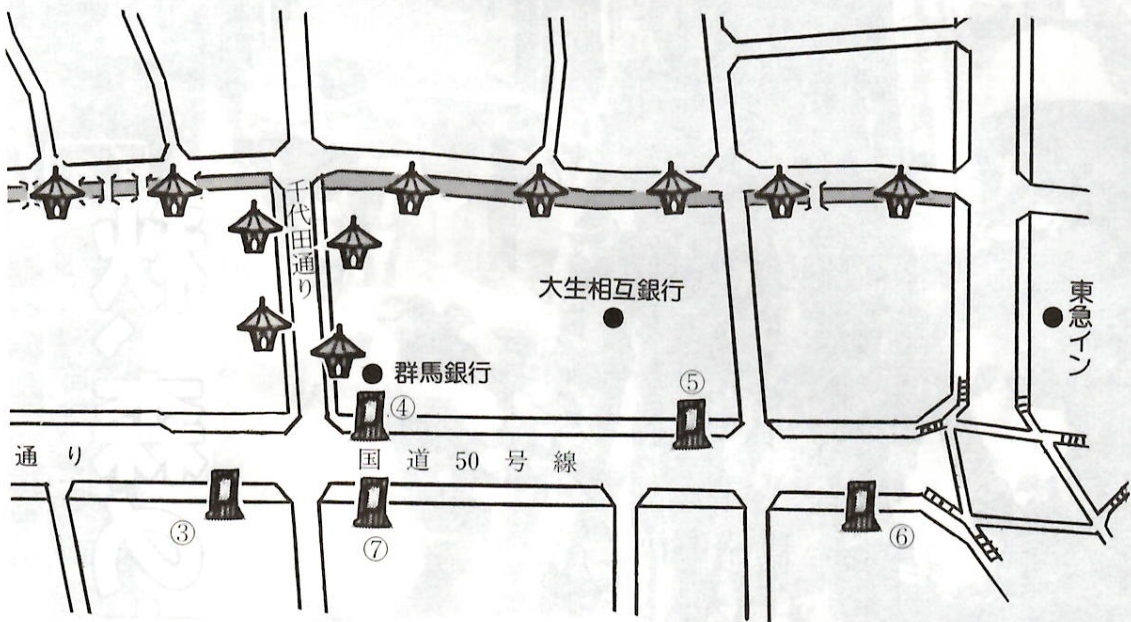 千代田通り
大生相互銀行
東急イン
群馬銀行
④
⑤
通り
国道50号線
③
⑦
⑥